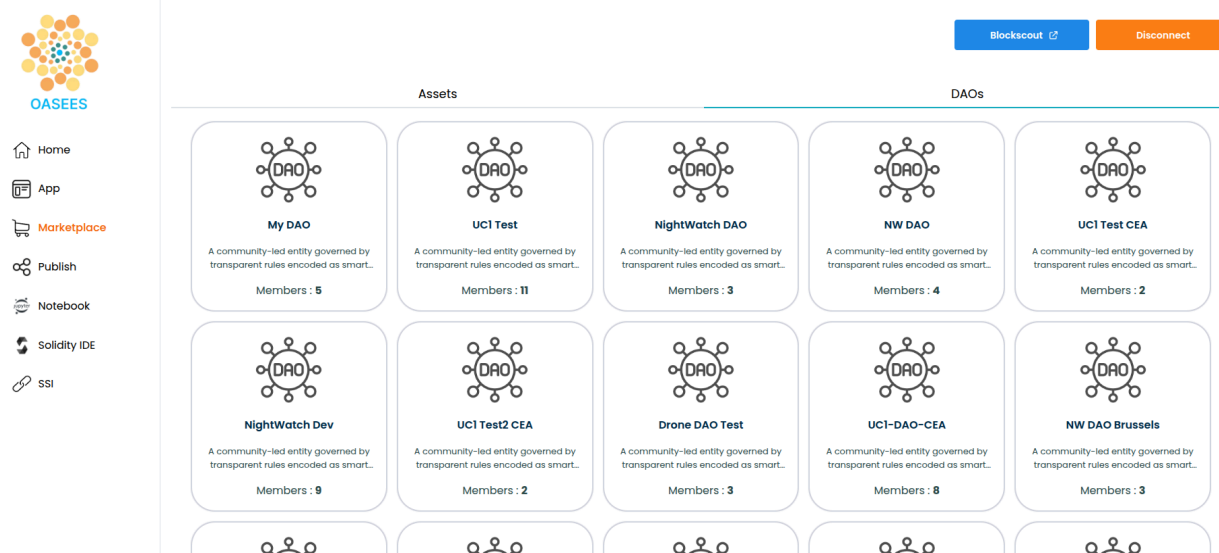 OASEES
Home
App
Marketplace
Publish
Notebook
Solidity IDE
SSI
Blockscout
Disconnect
Assets
DAOs
DAO
My DAO
A community-led entity governed by
transparent rules encoded as smart...
Members : 5
DAO
UC1 Test
A community-led entity governed by
transparent rules encoded as smart...
Members : 11
DAO
NightWatch DAO
A community-led entity governed by
transparent rules encoded as smart...
Members : 3
DAO
NW DAO
A community-led entity governed by
transparent rules encoded as smart...
Members : 4
DAO
UC1 Test CEA
A community-led entity governed by
transparent rules encoded as smart...
Members : 2
DAO
NightWatch Dev
A community-led entity governed by
transparent rules encoded as smart...
Members : 9
DAO
UC1 Test2 CEA
A community-led entity governed by
transparent rules encoded as smart...
Members : 2
DAO
Drone DAO Test
A community-led entity governed by
transparent rules encoded as smart...
Members : 3
DAO
UC1-DAO-CEA
A community-led entity governed by
transparent rules encoded as smart...
Members : 8
DAO
NW DAO Brussels
A community-led entity governed by
transparent rules encoded as smart...
Members : 3